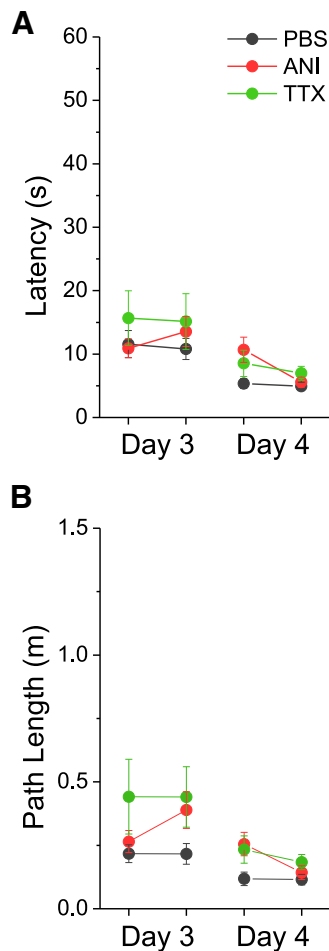 A
PBS
ANI
TTX
60
50
40
30
20
10
0
Latency (s)
Day 3
Day 4
B
1.5
1.0
0.5
0.0
Path Length (m)
Day 3
Day 4